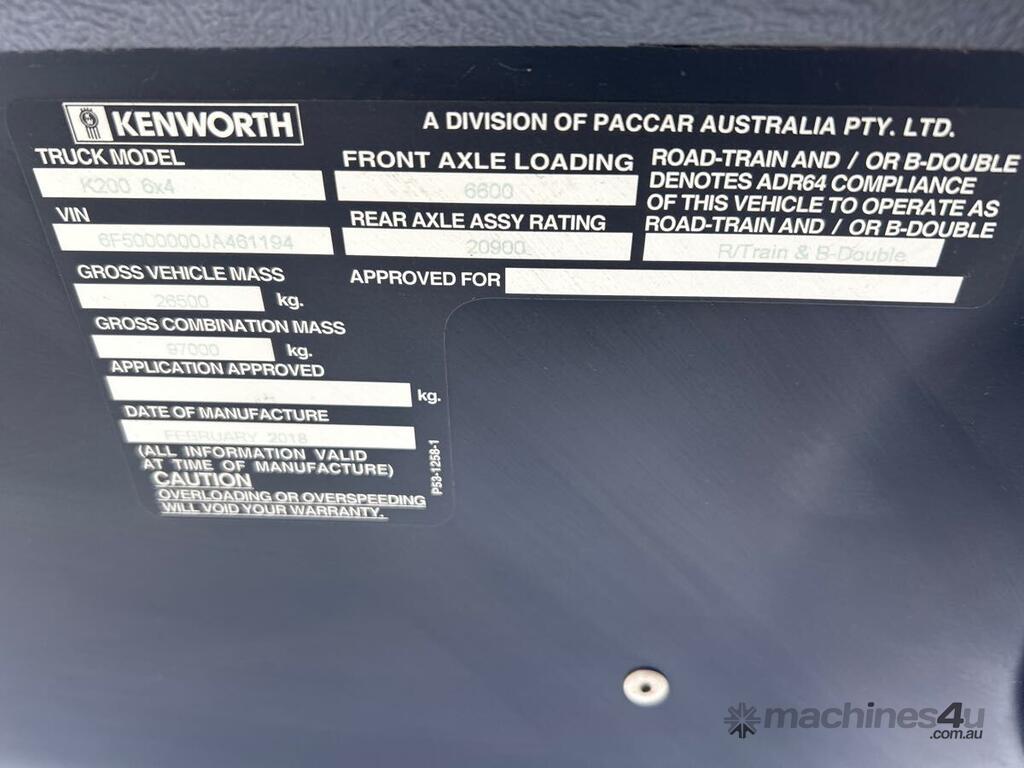 KENWORTH
A DIVISION OF PACCAR AUSTRALIA PTY. LTD.
TRUCK MODEL
K200 6x4
VIN
6F5000000JA461194
GROSS VEHICLE MASS
26500 kg.
GROSS COMBINATION MASS
97000 kg.
APPLICATION APPROVED
kg.
DATE OF MANUFACTURE
FEBRUARY 2018
(ALL INFORMATION VALID
AT TIME OF MANUFACTURE)
CAUTION
OVERLOADING OR OVERSPEEDING
WILL VOID YOUR WARRANTY.
P53-1258-1
FRONT AXLE LOADING
6600
REAR AXLE ASSY RATING
20900
APPROVED FOR
ROAD-TRAIN AND / OR B-DOUBLE
DENOTES ADR64 COMPLIANCE
OF THIS VEHICLE TO OPERATE AS
ROAD-TRAIN AND / OR B-DOUBLE
R/Train & B-Double
machines4u
.com.au